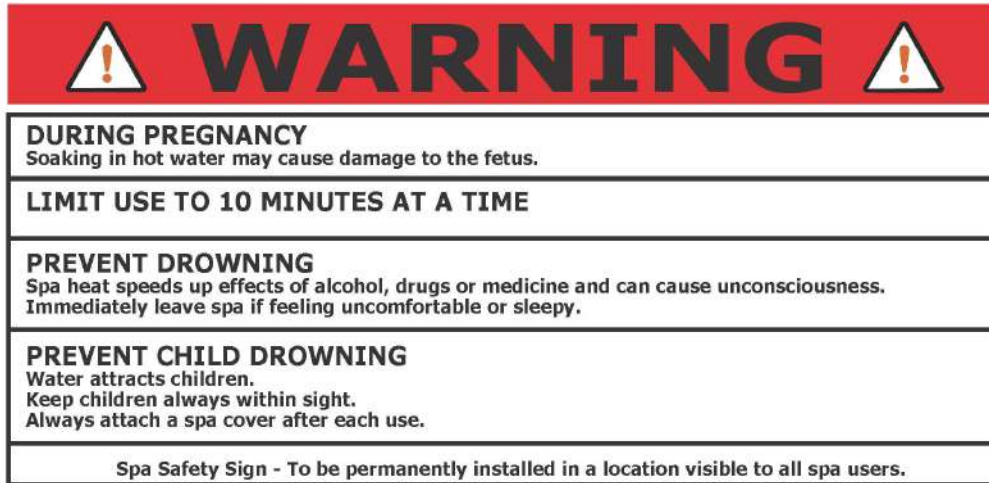 WARNING
DURING PREGNANCY
Soaking in hot water may cause damage to the fetus.
LIMIT USE TO 10 MINUTES AT A TIME
PREVENT DROWNING
Spa heat speeds up effects of alcohol, drugs or medicine and can cause unconsciousness.
Immediately leave spa if feeling uncomfortable or sleepy.
PREVENT CHILD DROWNING
Water attracts children.
Keep children always within sight.
Always attach a spa cover after each use.
Spa Safety Sign - To be permanently installed in a location visible to all spa users.